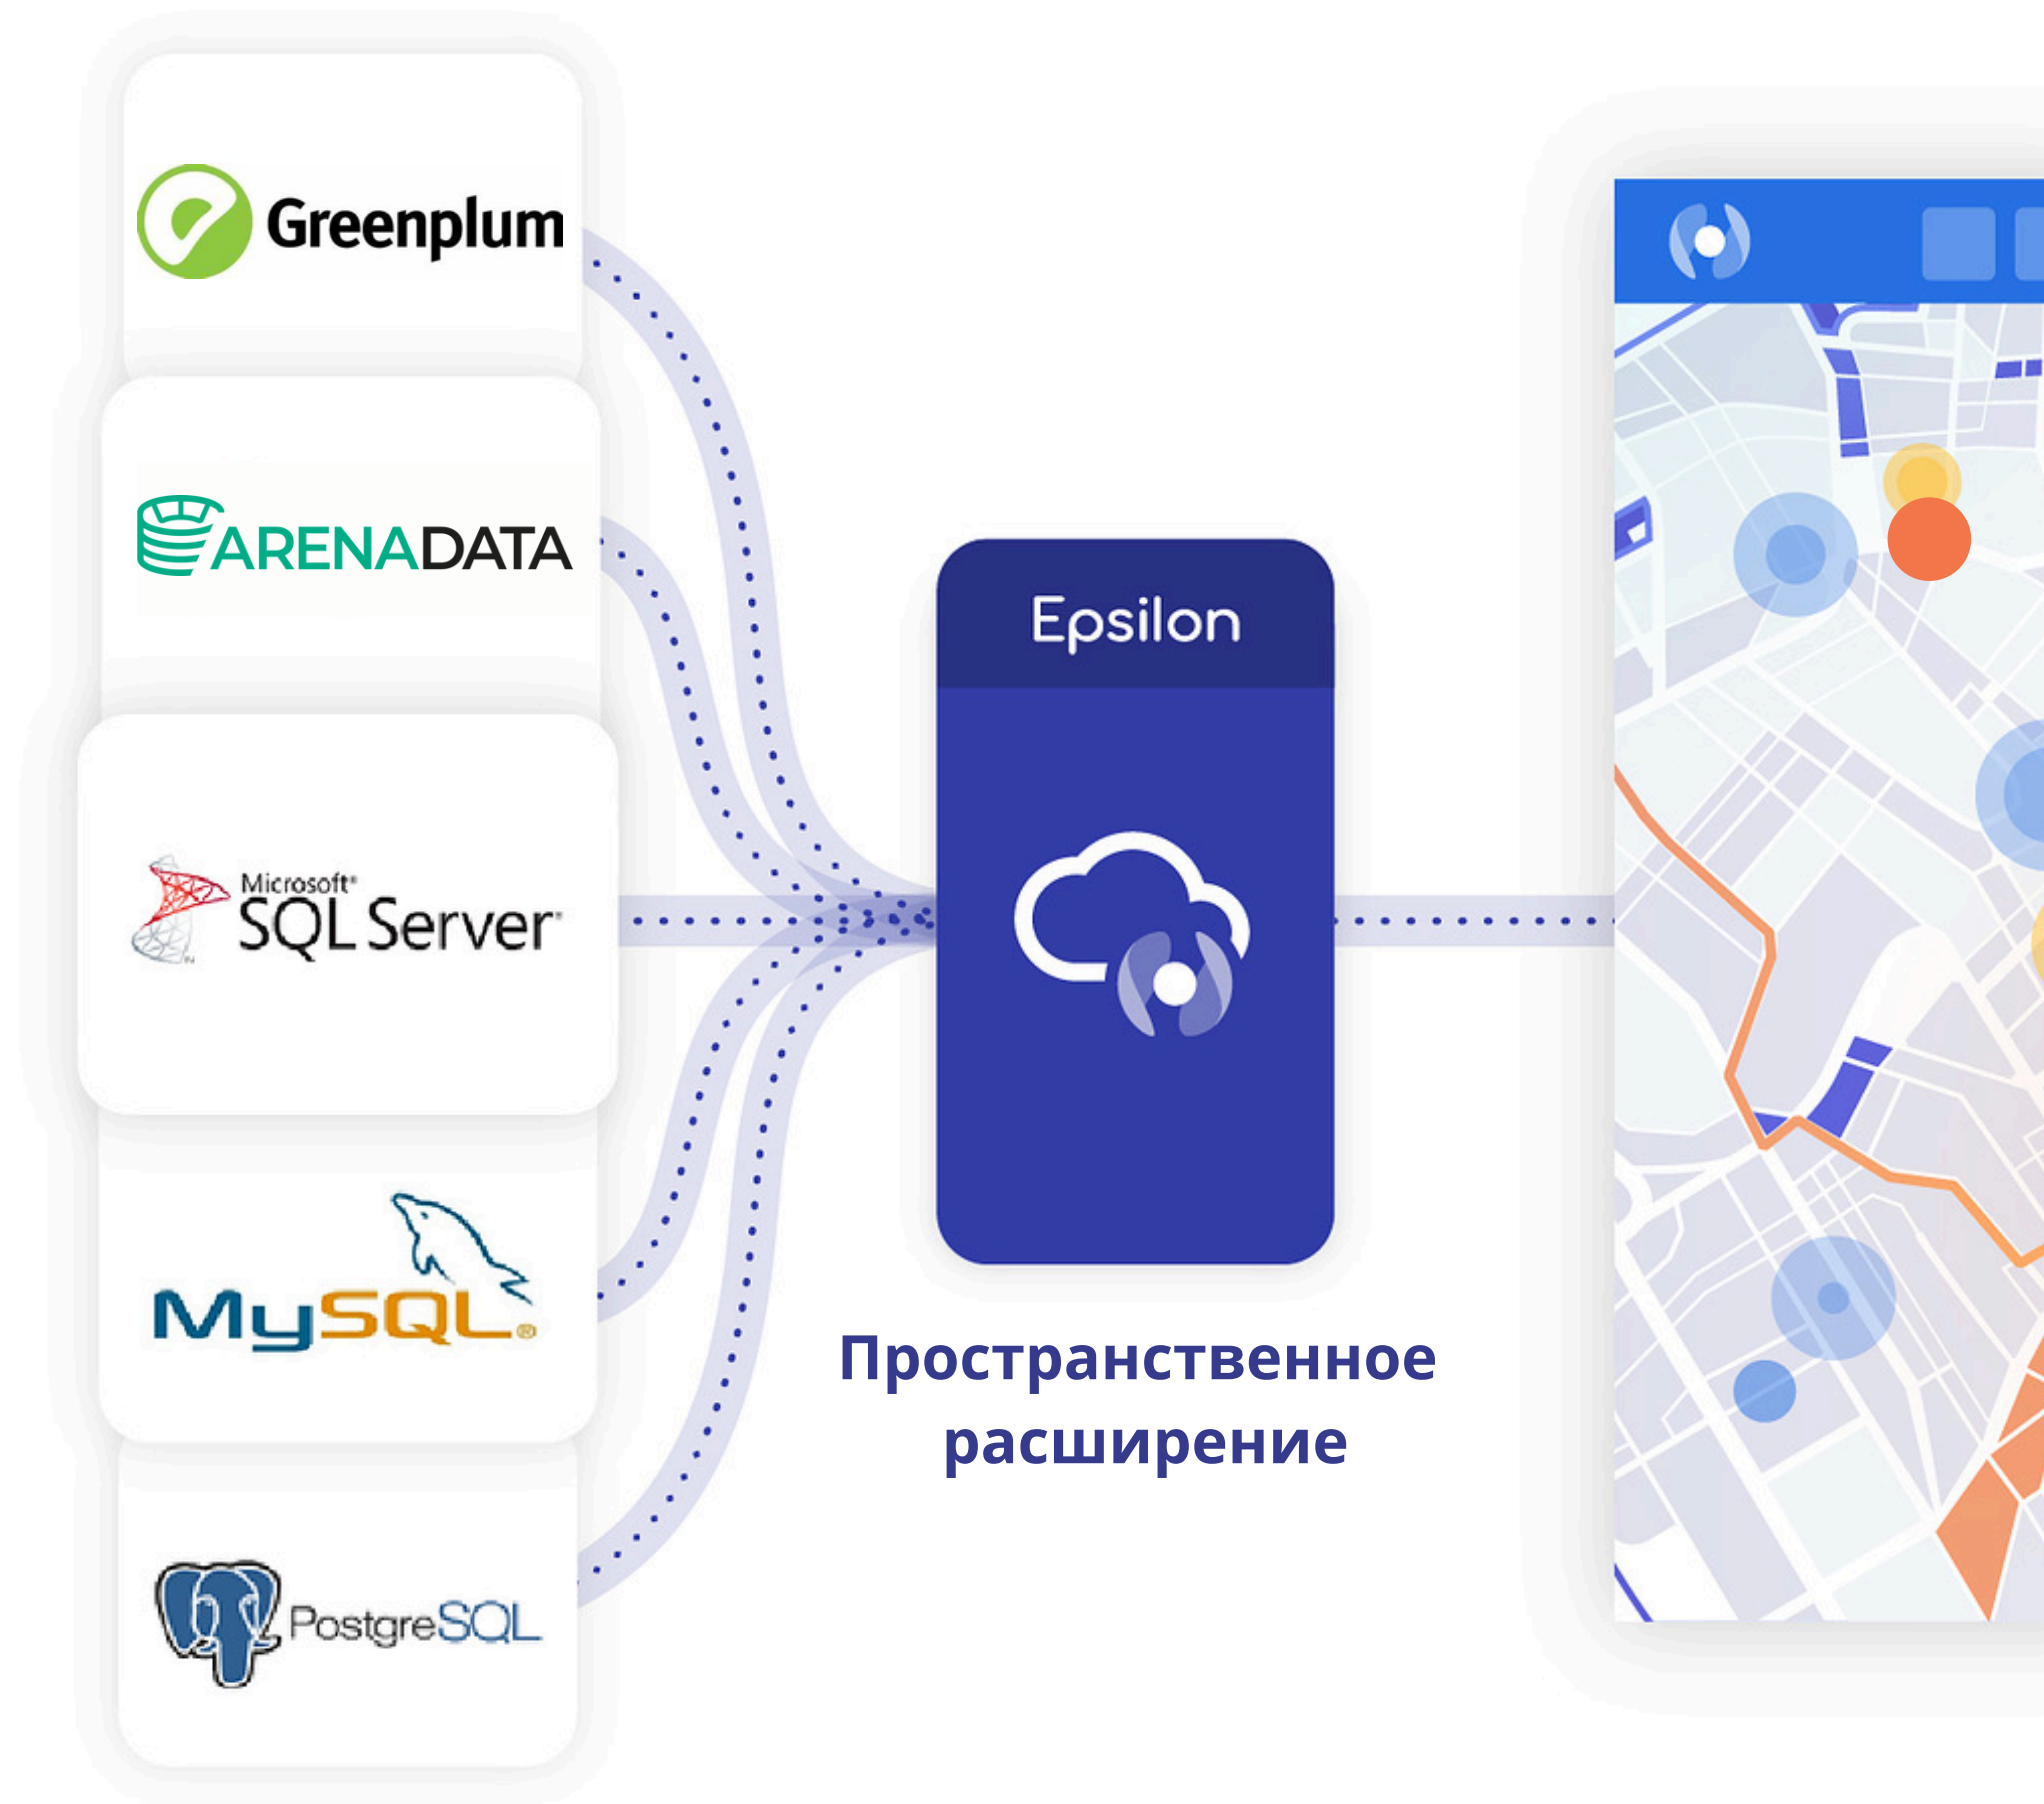 Greenplum
ARENADATA
Microsoft®
SQL Server®
MySQL®
PostgreSQL
Epsilon
Пространственное
расширение